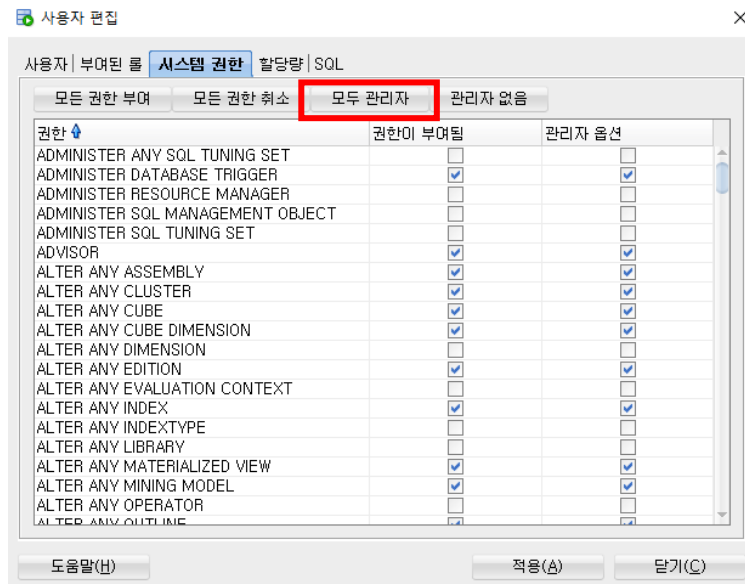 사용자 편집
사용자 부여된 롤 시스템 권한 할당량 SQL
모든 권한 부여 모든 권한 취소 모두 관리자 관리자 없음
권한 권한이 부여됨 관리자 옵션
ADMINISTER ANY SQL TUNING SET
ADMINISTER DATABASE TRIGGER
ADMINISTER RESOURCE MANAGER
ADMINISTER SQL MANAGEMENT OBJECT
ADMINISTER SQL TUNING SET
ADVISOR
ALTER ANY ASSEMBLY
ALTER ANY CLUSTER
ALTER ANY CUBE
ALTER ANY CUBE DIMENSION
ALTER ANY DIMENSION
ALTER ANY EDITION
ALTER ANY EVALUATION CONTEXT
ALTER ANY INDEX
ALTER ANY INDEXTYPE
ALTER ANY LIBRARY
ALTER ANY MATERIALIZED VIEW
ALTER ANY MINING MODEL
ALTER ANY OPERATOR
ALTER ANY OUTLINE
도움말(H) 적용(A) 닫기(C)